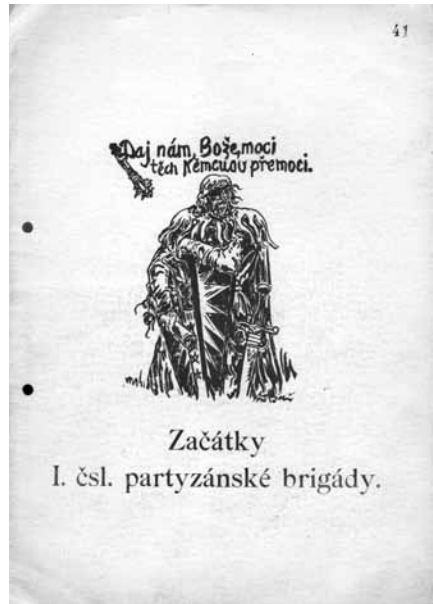 41
Daj nám, Bože, moci
těch Němcuov přemoci.
Začátky
I. čsl. partyzánské brigády.